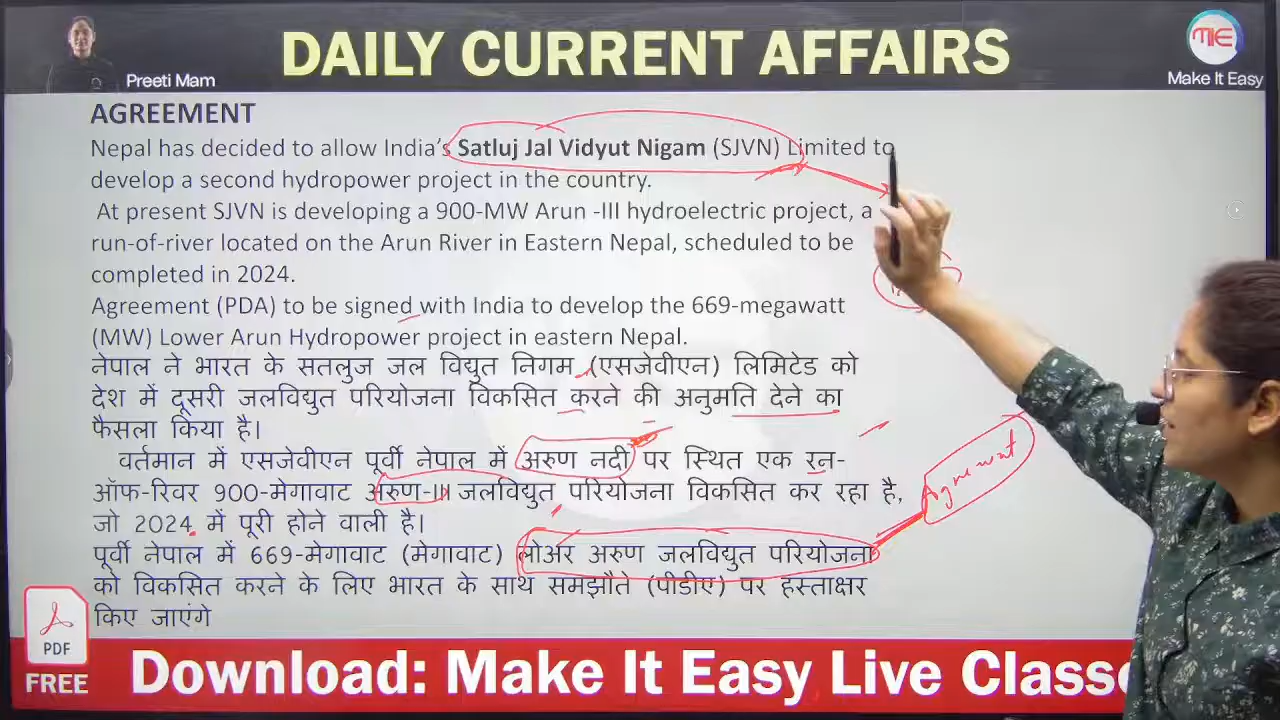 DAILY CURRENT AFFAIRS
Preeti Mam
MIE
Make It Easy
AGREEMENT
Nepal has decided to allow India's Satluj Jal Vidyut Nigam (SJVN) Limited to
develop a second hydropower project in the country.
At present SJVN is developing a 900-MW Arun -III hydroelectric project, a
run-of-river located on the Arun River in Eastern Nepal, scheduled to be
completed in 2024.
Agreement (PDA) to be signed with India to develop the 669-megawatt
(MW) Lower Arun Hydropower project in eastern Nepal.
नेपाल ने भारत के सतलुज जल विद्युत निगम (एसजेवीएन) लिमिटेड को
देश में दूसरी जलविद्युत परियोजना विकसित करने की अनुमति देने का
फैसला किया है।
वर्तमान में एसजेवीएन पूर्वी नेपाल में अरुण नदी पर स्थित एक रन-
ऑफ-रिवर 900-मेगावाट अरुण-III जलविद्युत परियोजना विकसित कर रहा है,
जो 2024 में पूरी होने वाली है।
पूर्वी नेपाल में 669-मेगावाट (मेगावाट) लोअर अरुण जलविद्युत परियोजना
को विकसित करने के लिए भारत के साथ समझौते (पीडीए) पर हस्ताक्षर
किए जाएंगे
Agreement
PDF
FREE
Download: Make It Easy Live Classe